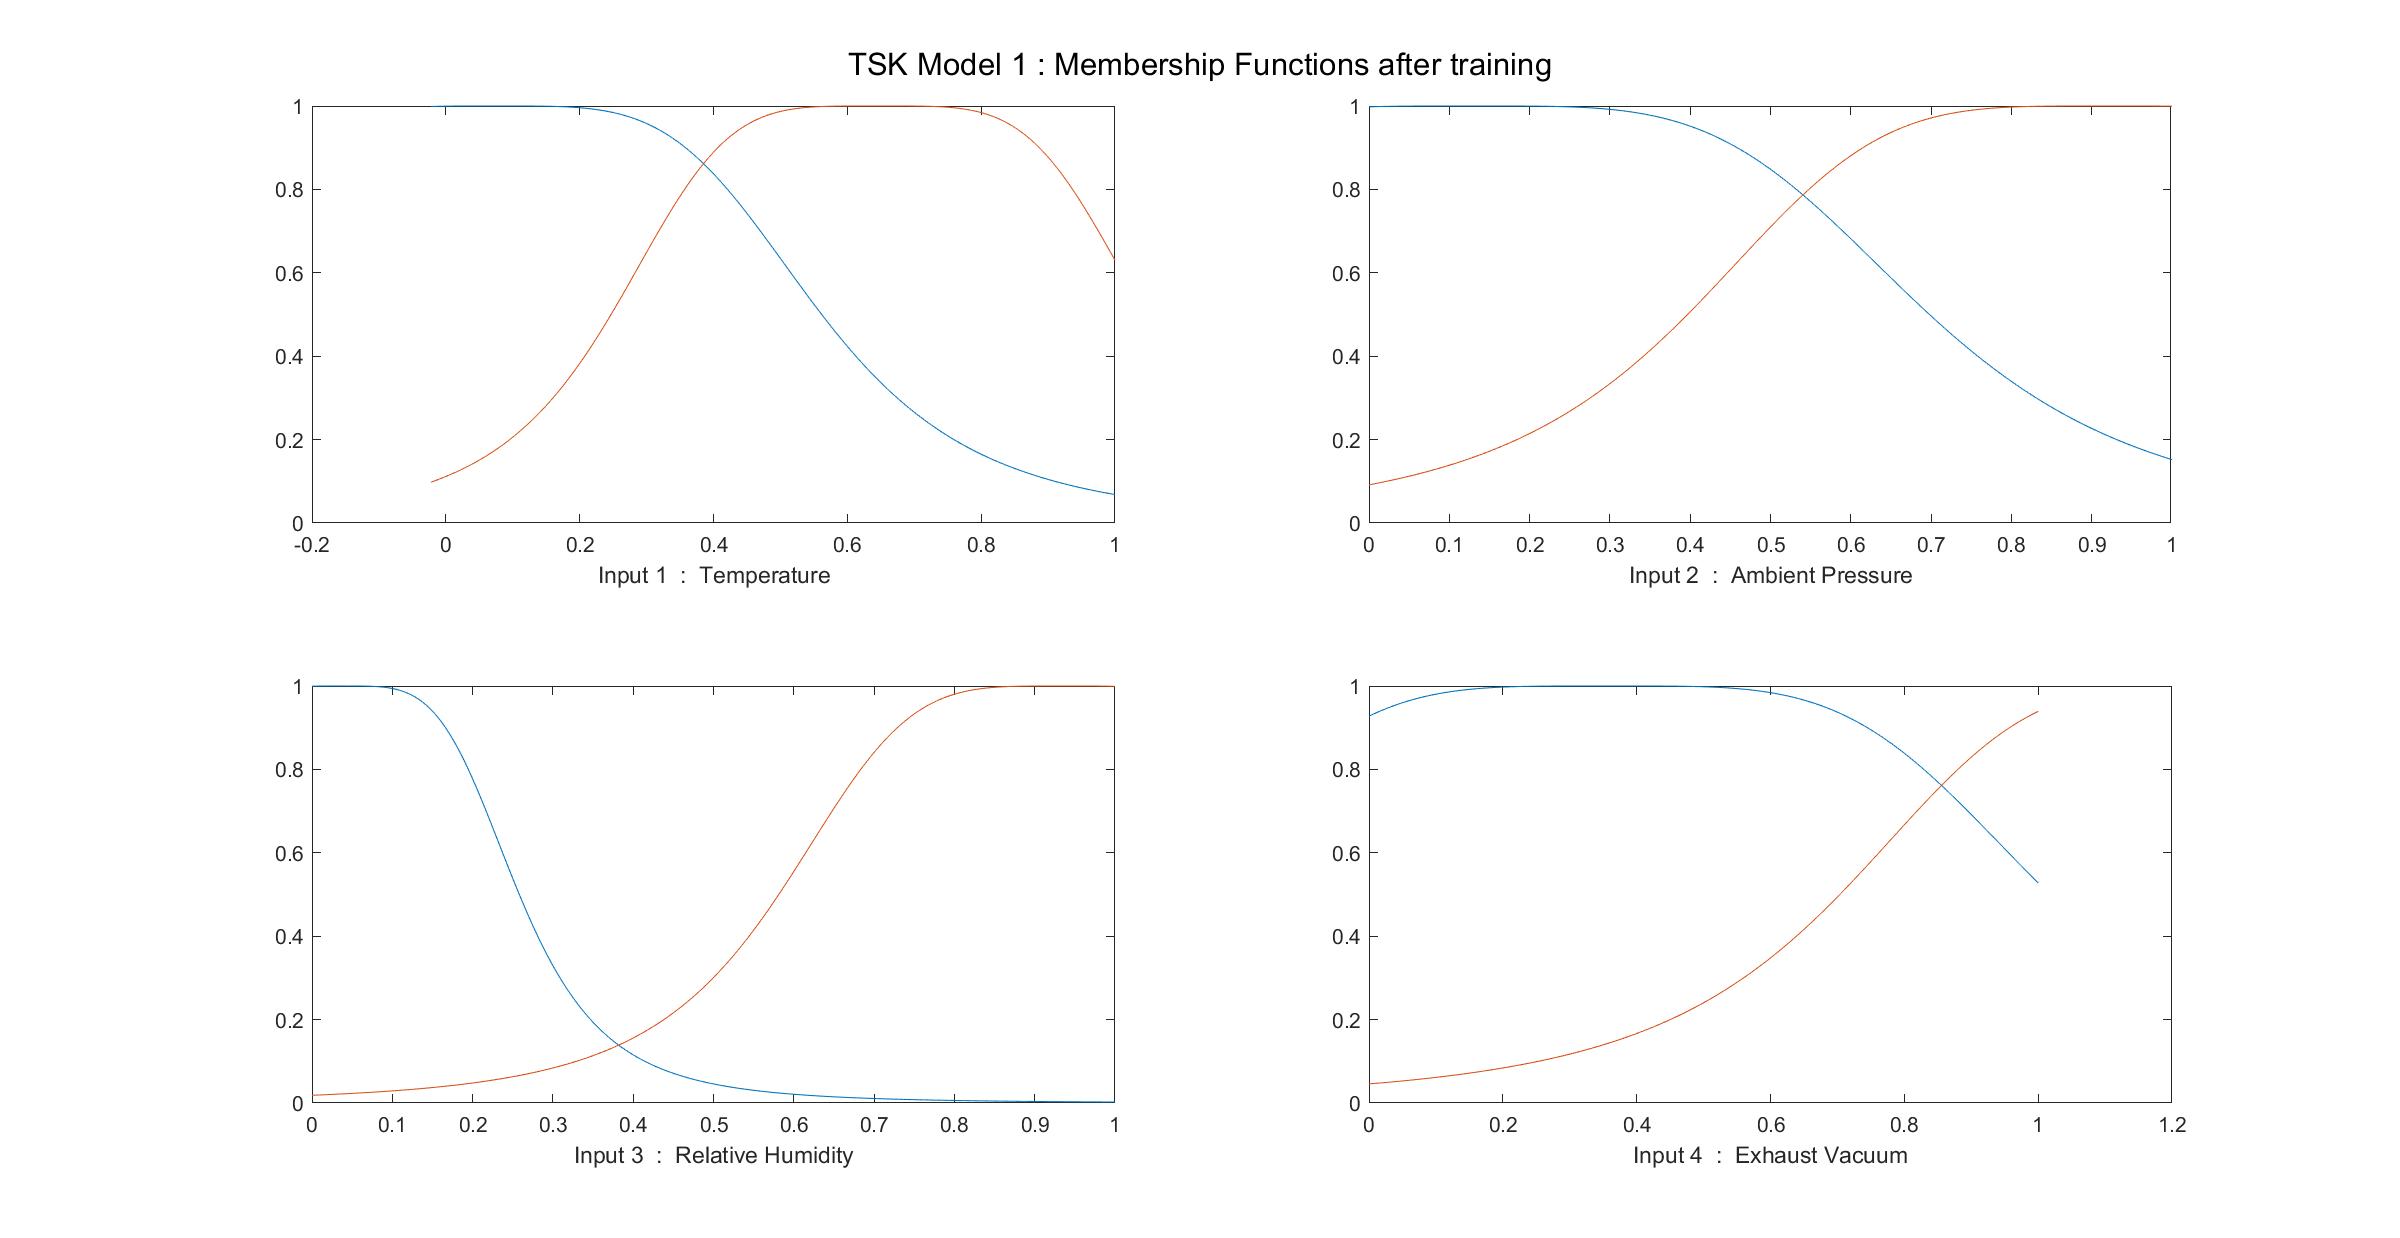 TSK Model 1 : Membership Functions after training
1
0.8
0.6
0.4
0.2
0
-0.2 0 0.2 0.4 0.6 0.8 1
Input 1 : Temperature
1
0.8
0.6
0.4
0.2
0
0 0.1 0.2 0.3 0.4 0.5 0.6 0.7 0.8 0.9 1
Input 2 : Ambient Pressure
1
0.8
0.6
0.4
0.2
0
0 0.1 0.2 0.3 0.4 0.5 0.6 0.7 0.8 0.9 1
Input 3 : Relative Humidity
1
0.8
0.6
0.4
0.2
0
0 0.2 0.4 0.6 0.8 1 1.2
Input 4 : Exhaust Vacuum